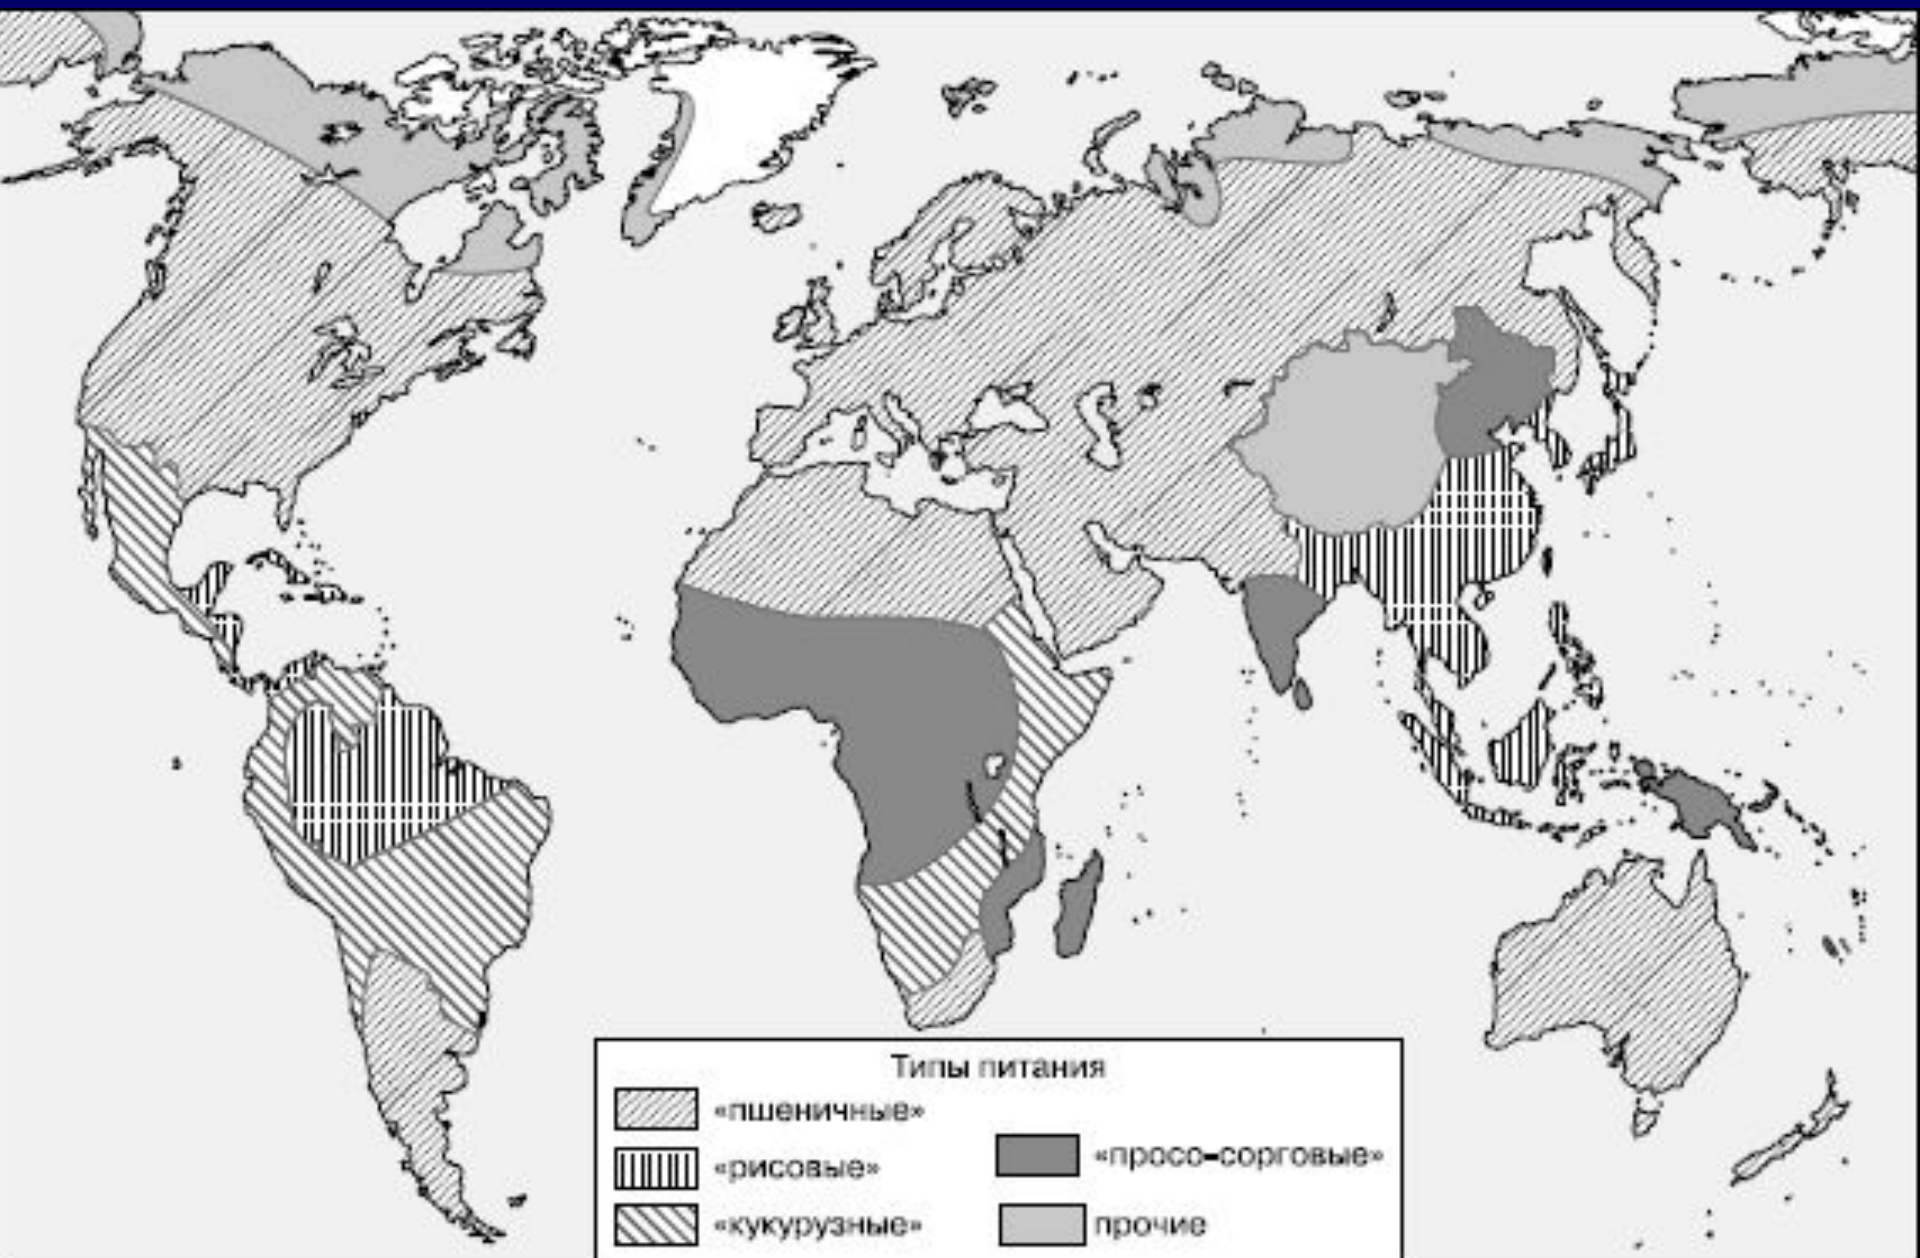 Типы питания
«пшеничные»
«рисовые»
«кукурузные»
«просо-сорговые»
прочие